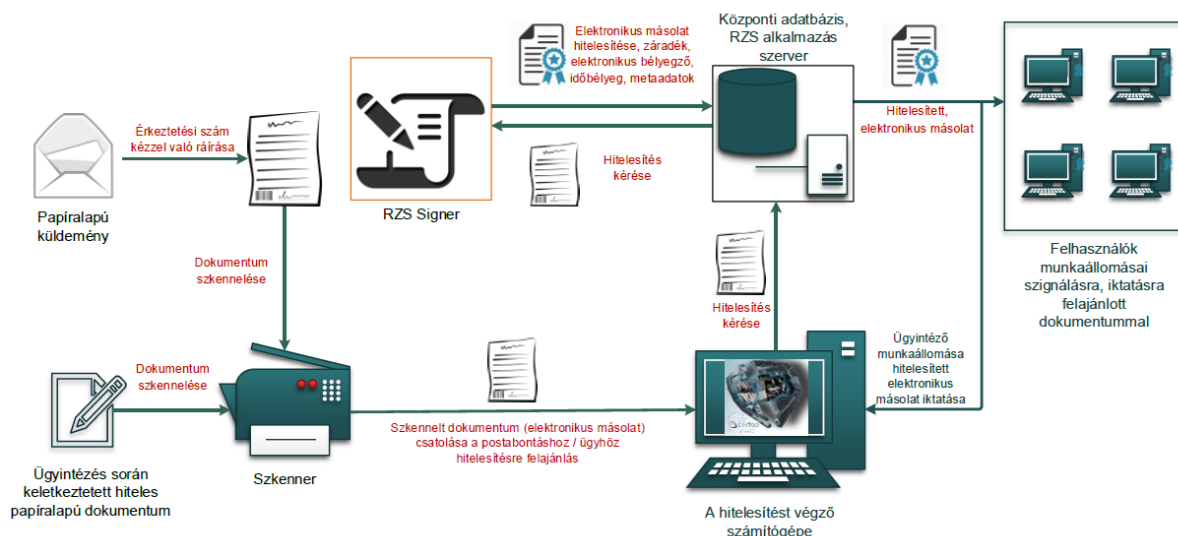 Elektronikus másolat
hitelesítése, záradék,
elektronikus bélyegző,
időbélyeg, metaadatok
Központi adatbázis,
RZS alkalmazás
szerver
Érkeztetési szám
kézzel való ráírása
Hitelesített,
elektronikus másolat
Hitelesítés
kérése
Papíralapú
küldemény
RZS Signer
Dokumentum
szkennelése
Hitelesítés
kérése
Felhasználók
munkaállomásai
szignálásra, iktatásra
felajánlott
dokumentummal
Ügyintéző
munkaállomása
hitelesített
elektronikus
másolat iktatása
Dokumentum
szkennelése
Szkennelt dokumentum (elektronikus másolat)
csatolása a postabontáshoz / ügyhöz
hitelesítésre felajánlás
Ügyintézés során
keletkeztetett hiteles
papíralapú dokumentum
Szkenner
A hitelesítést végző
számítógépe